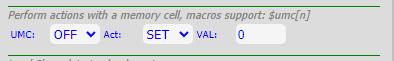 Perform actions with a memory cell, macros support: $umc[n]
UMC: OFF Act: SET VAL: 0